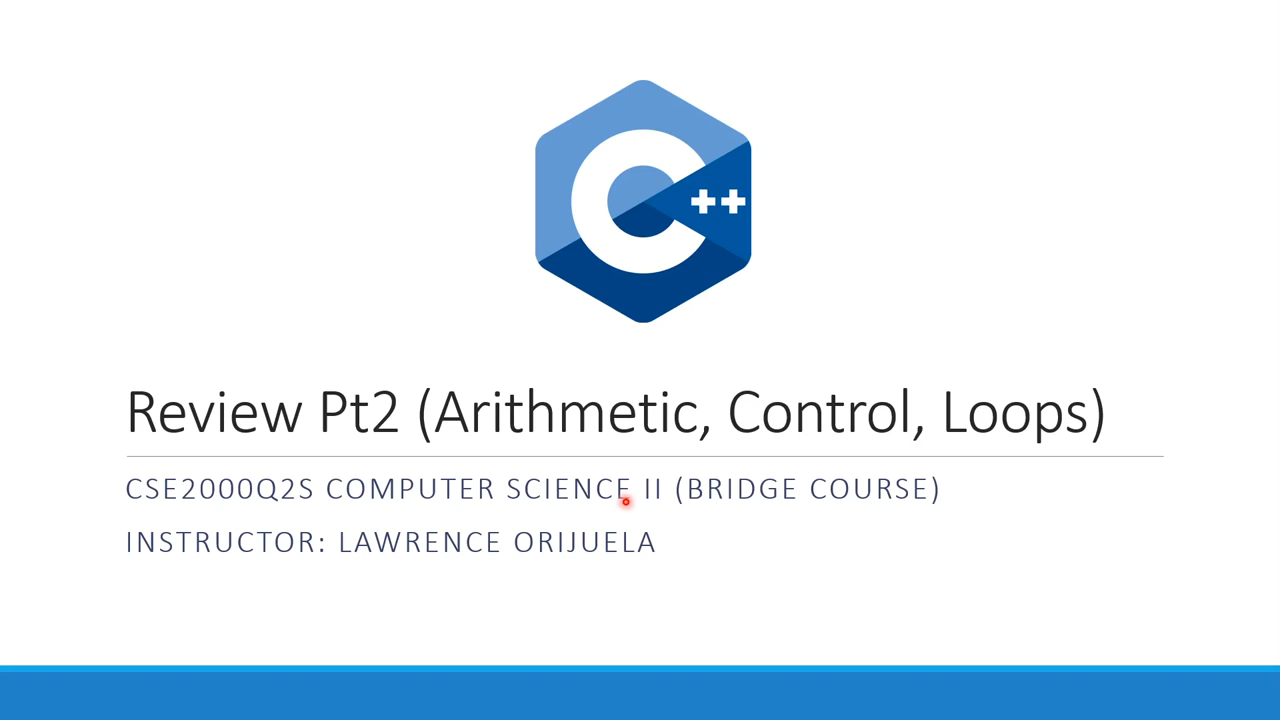 C++
Review Pt2 (Arithmetic, Control, Loops)
CSE2000Q2S COMPUTER SCIENCE II (BRIDGE COURSE)
INSTRUCTOR: LAWRENCE ORIJUELA